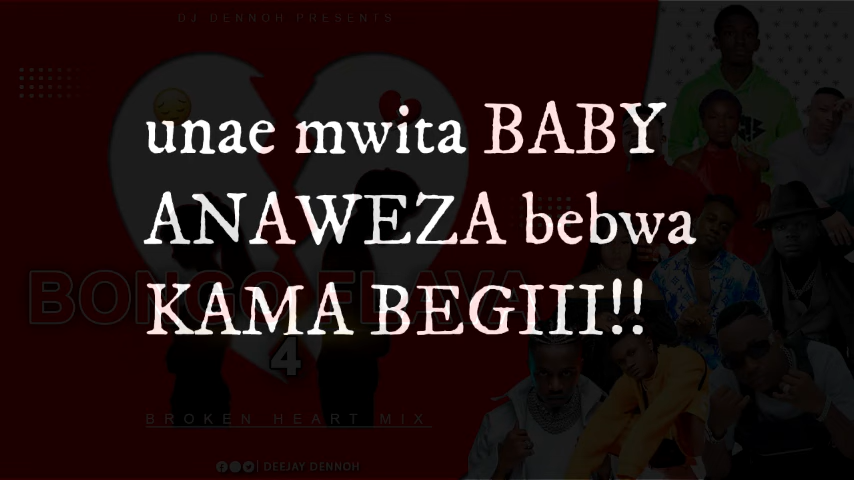 DJ DENNOH PRESENTS
unae mwita BABY
ANAWEZA bebwa
KAMA BEGIII!!
BONGO FLAVA
4
BROKEN HEART MIX
DEEJAY DENNOH